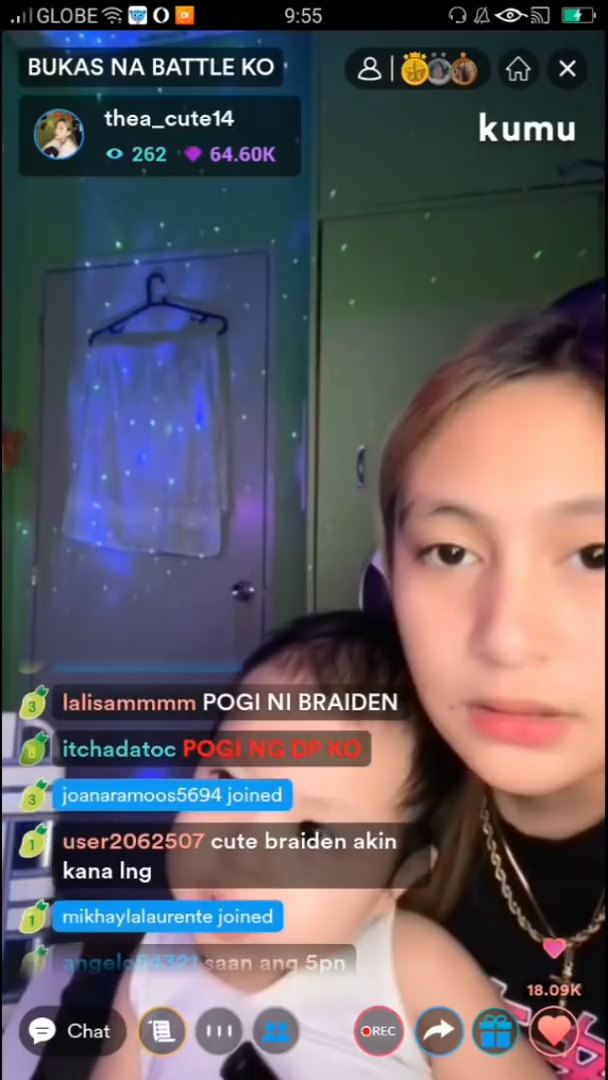 GLOBE 9:55
BUKAS NA BATTLE KO
thea_cute14
262 64.60K
kumu
3 lalisammmm POGI NI BRAIDEN
8 itchadatoc POGI NG DP KO
3 joanaramoos5694 joined
1 user2062507 cute braiden akin
kana lng
1 mikhaylalaurente joined
angelo54321 saan ang 5pn
18.09K
Chat
REC